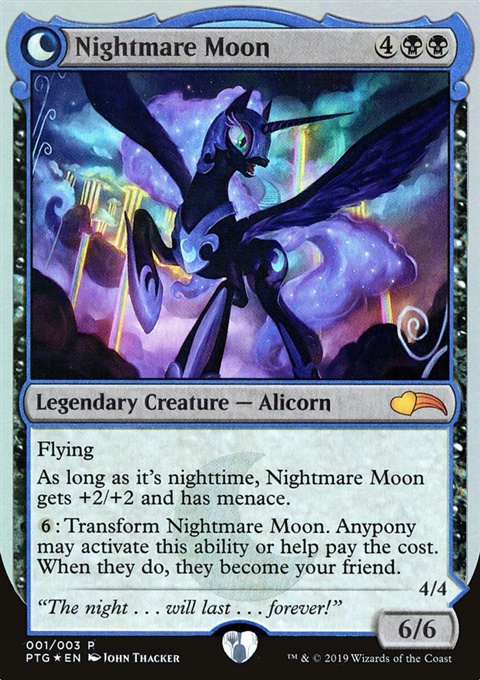 Nightmare Moon 4
Legendary Creature — Alicorn
Flying
As long as it's nighttime, Nightmare Moon
gets +2/+2 and has menace.
6: Transform Nightmare Moon. Anypony
may activate this ability or help pay the cost.
When they do, they become your friend.
4/4
“The night . . . will last . . . forever!”
6/6
001/003 P
PTG ★ EN John Thacker
™ & © 2019 Wizards of the Coast